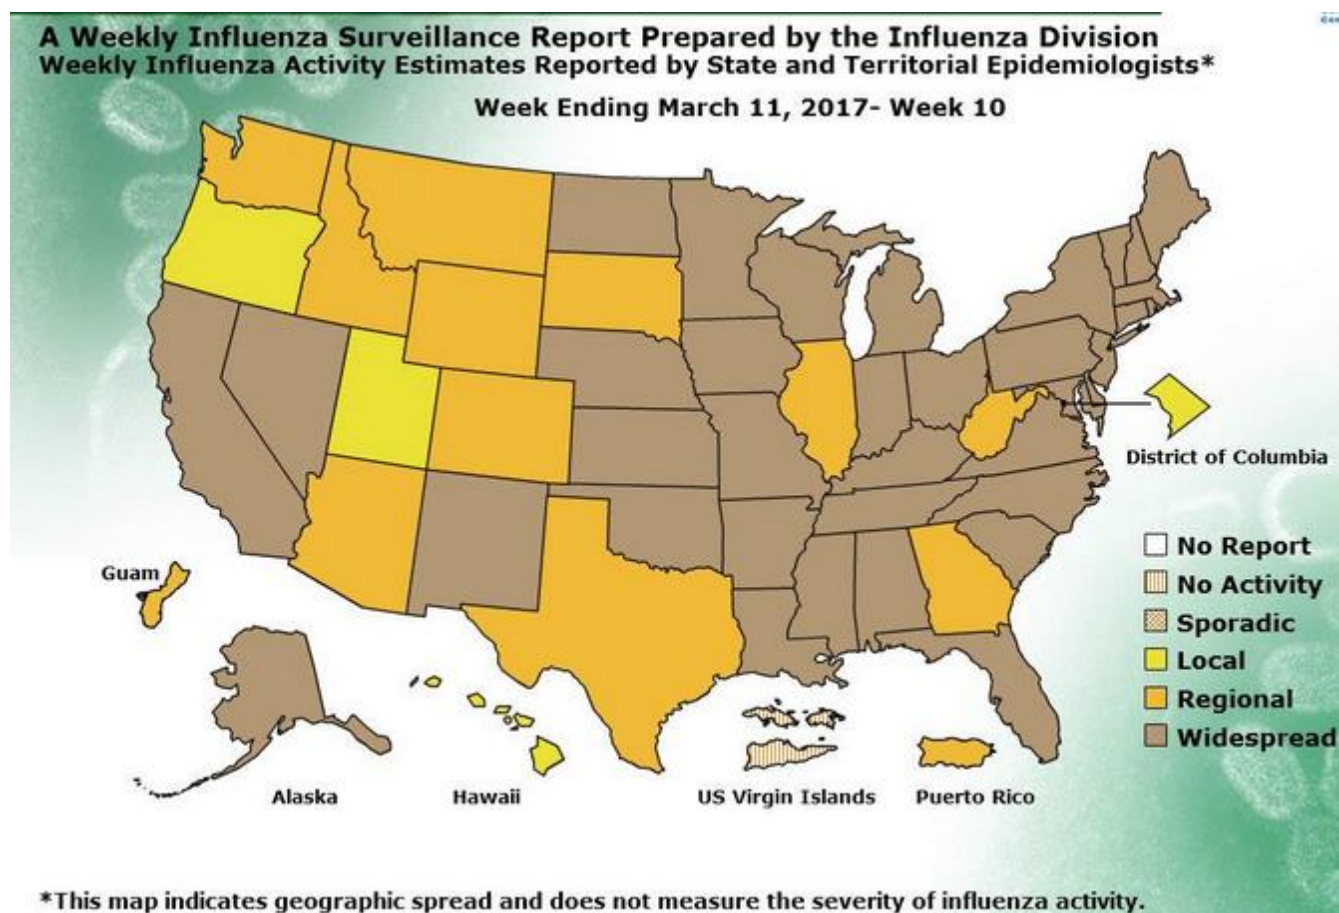 A Weekly Influenza Surveillance Report Prepared by the Influenza Division
Weekly Influenza Activity Estimates Reported by State and Territorial Epidemiologists*
Week Ending March 11, 2017- Week 10
District of Columbia
No Report
No Activity
Sporadic
Local
Regional
Widespread
Guam
Alaska
Hawaii
US Virgin Islands
Puerto Rico
*This map indicates geographic spread and does not measure the severity of influenza activity.